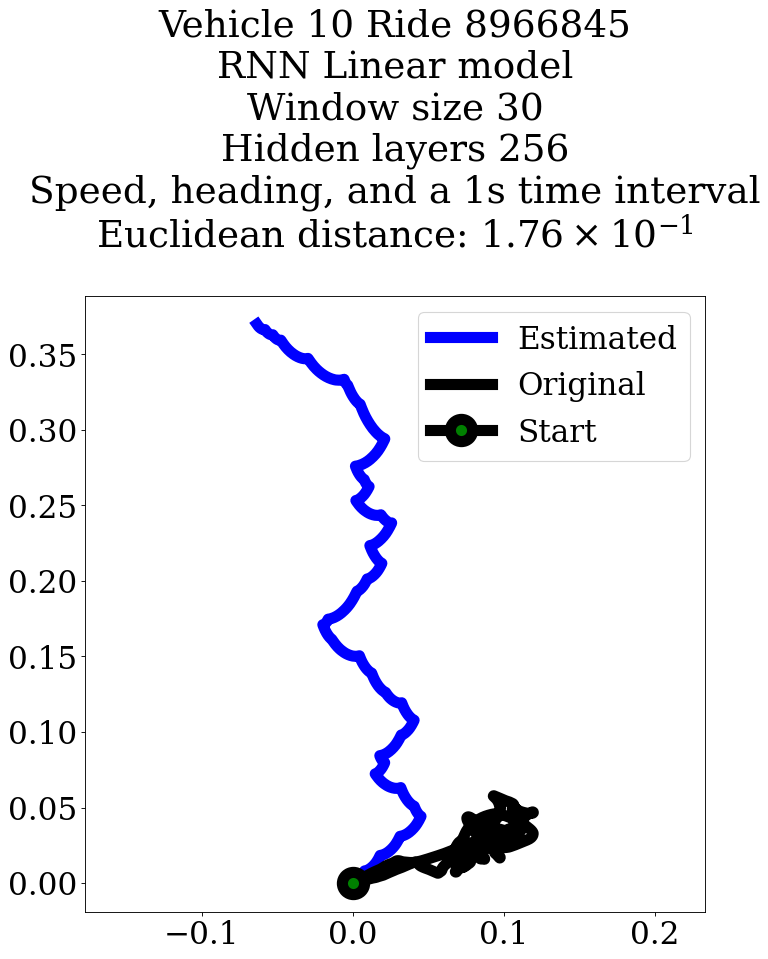 Vehicle 10 Ride 8966845
RNN Linear model
Window size 30
Hidden layers 256
Speed, heading, and a 1s time interval
Euclidean distance: 1.76 × 10⁻¹
Estimated
Original
Start
0.35
0.30
0.25
0.20
0.15
0.10
0.05
0.00
−0.1 0.0 0.1 0.2